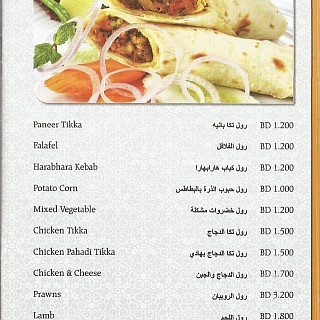 Paneer Tikka رول تكا بانيه BD 1.200
Falafel رول الفلافل BD 1.200
Harabhara Kebab رول كباب هارابهارا BD 1.200
Potato Corn رول حبوب الذرة بالبطاطس BD 1.000
Mixed Vegetable رول خضروات مشكلة BD 1.200
Chicken Tikka رول تكا الدجاج BD 1.500
Chicken Pahadi Tikka رول تكا الدجاج بهادي BD 1.500
Chicken & Cheese رول الدجاج والجبن BD 1.700
Prawns رول الروبيان BD 3.200
Lamb رول اللحم BD 1.800